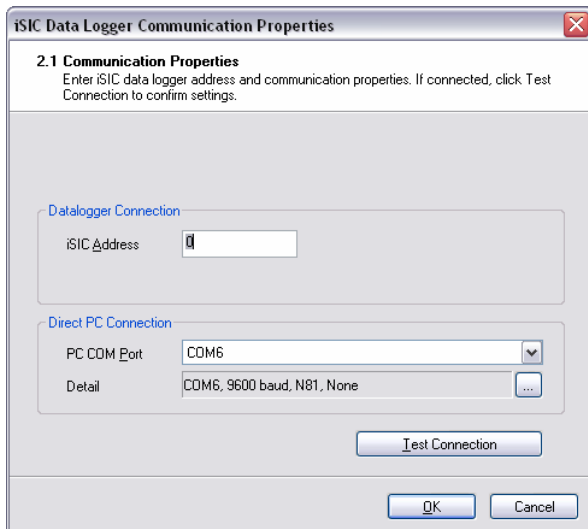 iSIC Data Logger Communication Properties
2.1 Communication Properties
Enter iSIC data logger address and communication properties. If connected, click Test
Connection to confirm settings.
Datalogger Connection
iSIC Address
0
Direct PC Connection
PC COM Port
COM6
Detail
COM6, 9600 baud, N81, None
...
Test Connection
OK
Cancel